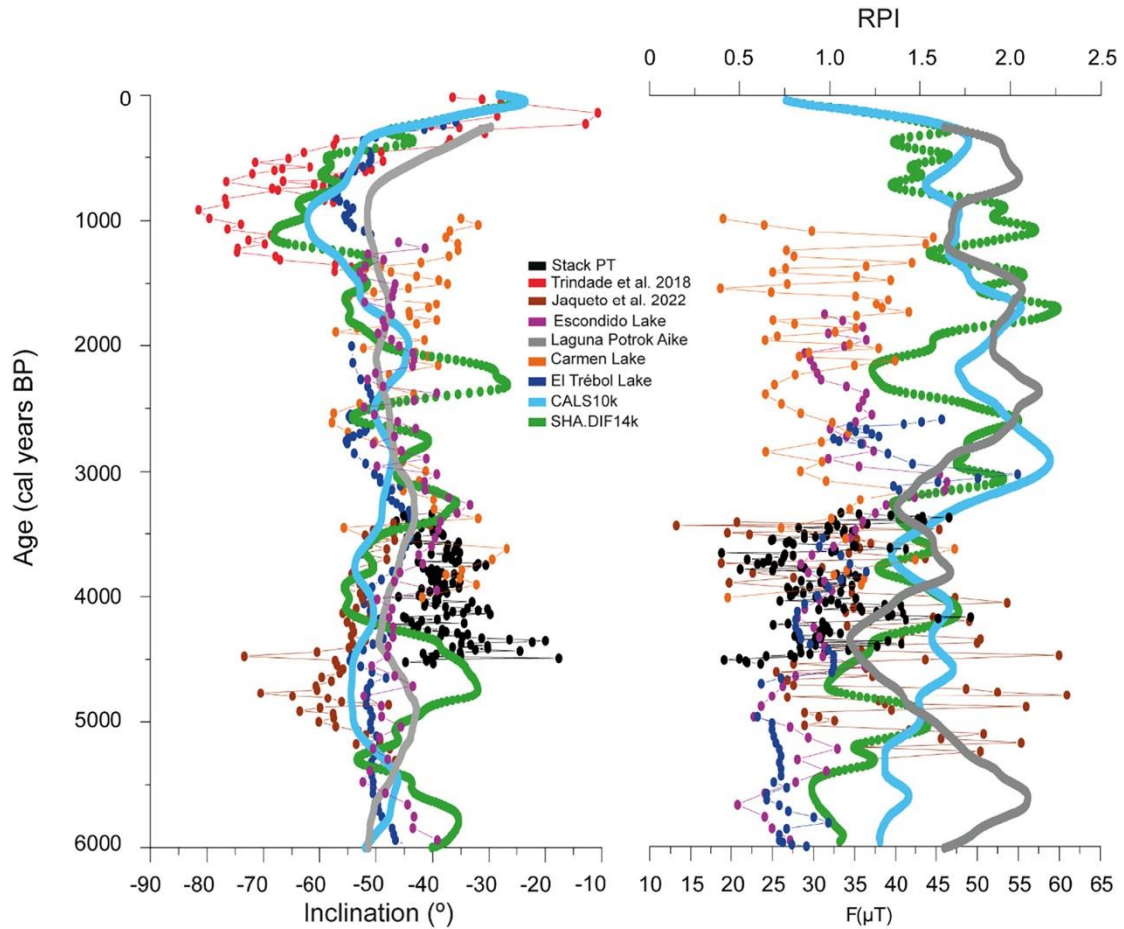 RPI
0 0.5 1.0 1.5 2.0 2.5
0
1000
2000
3000
4000
5000
6000
Age (cal years BP)
Stack PT
Trindade et al. 2018
Jaqueto et al. 2022
Escondido Lake
Laguna Potrok Aike
Carmen Lake
El Trébol Lake
CALS10k
SHA.DIF14k
-90 -80 -70 -60 -50 -40 -30 -20 -10
Inclination (º)
10 15 20 25 30 35 40 45 50 55 60 65
F(µT)